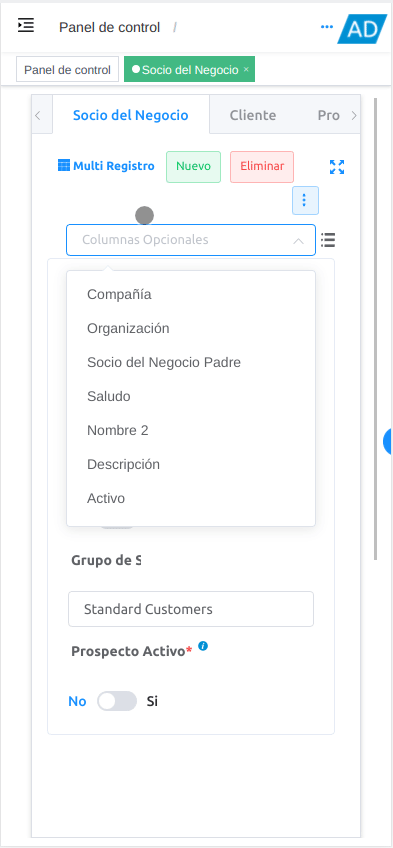 Panel de control /
AD
Panel de control
Socio del Negocio ×
Socio del Negocio
Cliente
Pro
Multi Registro
Nuevo
Eliminar
Columnas Opcionales
Compañía
Organización
Socio del Negocio Padre
Saludo
Nombre 2
Descripción
Activo
Grupo de S
Standard Customers
Prospecto Activo*
No
Si